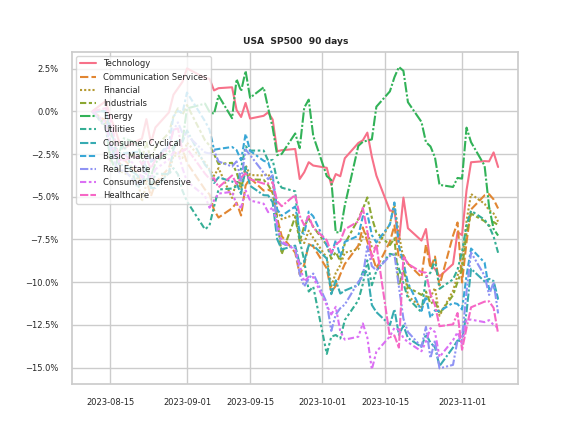 USA SP500 90 days
Technology
Communication Services
Financial
Industrials
Energy
Utilities
Consumer Cyclical
Basic Materials
Real Estate
Consumer Defensive
Healthcare
2.5%
0.0%
−2.5%
−5.0%
−7.5%
−10.0%
−12.5%
−15.0%
2023-08-15 2023-09-01 2023-09-15 2023-10-01 2023-10-15 2023-11-01